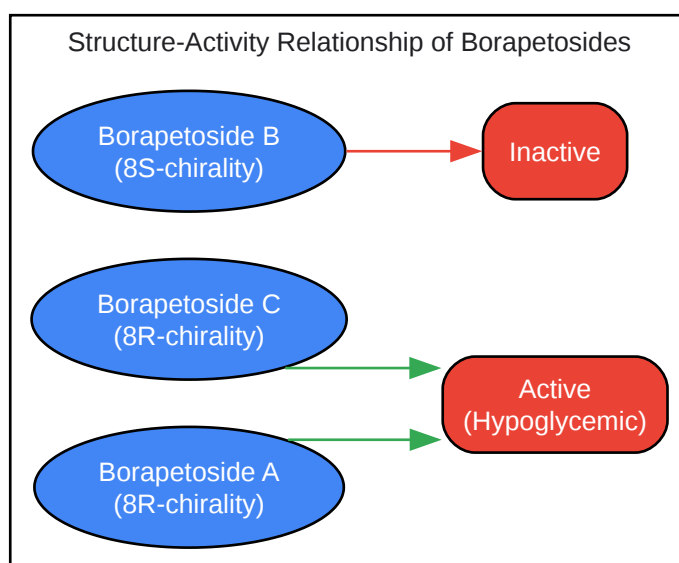 Structure-Activity Relationship of Borapetosides
Borapetoside B
(8S-chirality)
Inactive
Borapetoside C
(8R-chirality)
Active
(Hypoglycemic)
Borapetoside A
(8R-chirality)